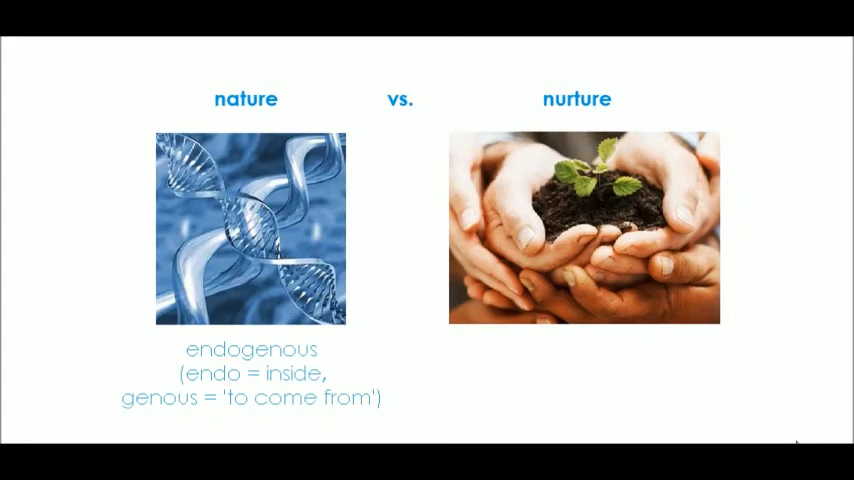 nature vs. nurture
endogenous
(endo = inside,
genous = 'to come from')